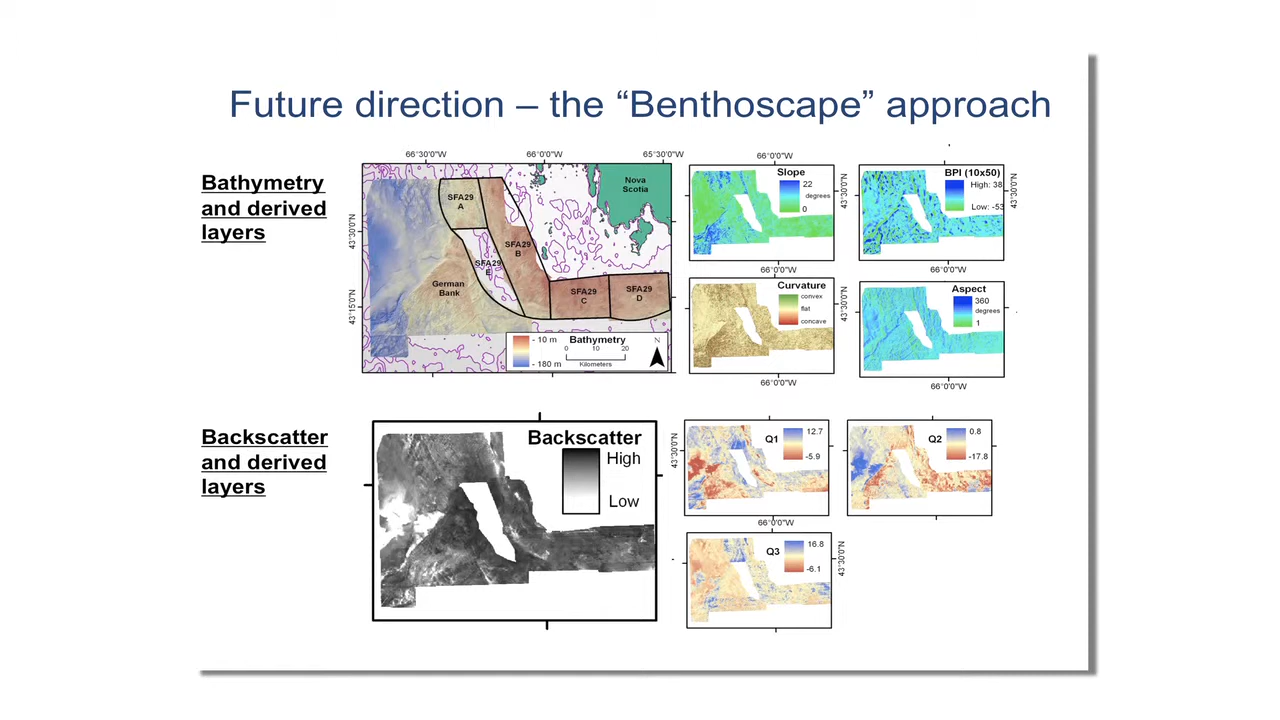 Future direction – the “Benthoscape” approach
Bathymetry
and derived
layers
66°30'0"W
66°0'0"W
65°30'0"W
43°30'0"N
43°15'0"N
Nova
Scotia
SFA29
A
SFA29
B
SFA29
E
German
Bank
SFA29
C
SFA29
D
- 10 m
- 180 m
Bathymetry
0 10 20
Kilometers
N
66°0'0"W
Slope
22
degrees
0
43°30'0"N
66°0'0"W
BPI (10x50)
High: 38
Low: -53
43°30'0"N
66°0'0"W
Curvature
convex
flat
concave
43°30'0"N
66°0'0"W
Aspect
360
degrees
1
66°0'0"W
Backscatter
and derived
layers
Backscatter
High
Low
43°30'0"N
Q1
12.7
-5.9
66°0'0"W
Q2
0.8
-17.8
Q3
16.8
-6.1
43°30'0"N